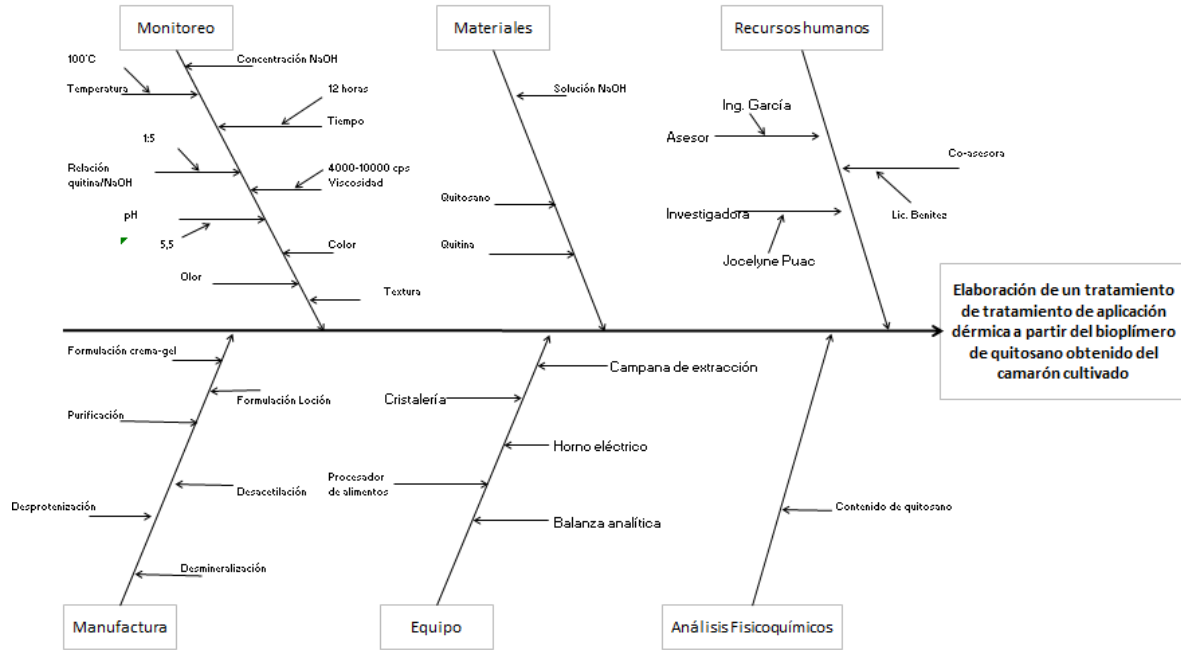 Monitoreo
Materiales
Recursos humanos
100°C
Concentración NaOH
Temperatura
12 horas
Tiempo
1:5
Relación
quitina/NaOH
4000-10000 cps
Viscosidad
pH
5,5
Color
Olor
Textura
Solución NaOH
Quitosano
Quitina
Ing. García
Asesor
Co-asesora
Lic. Benitez
Investigadora
Jocelyne Puac
Elaboración de un tratamiento
de tratamiento de aplicación
dérmica a partir del bioplímero
de quitosano obtenido del
camarón cultivado
Formulación crema-gel
Formulación Loción
Purificación
Desacetilación
Desprotenización
Desmineralización
Campana de extracción
Cristalería
Horno eléctrico
Procesador
de alimentos
Balanza analítica
Contenido de quitosano
Manufactura
Equipo
Análisis Fisicoquímicos